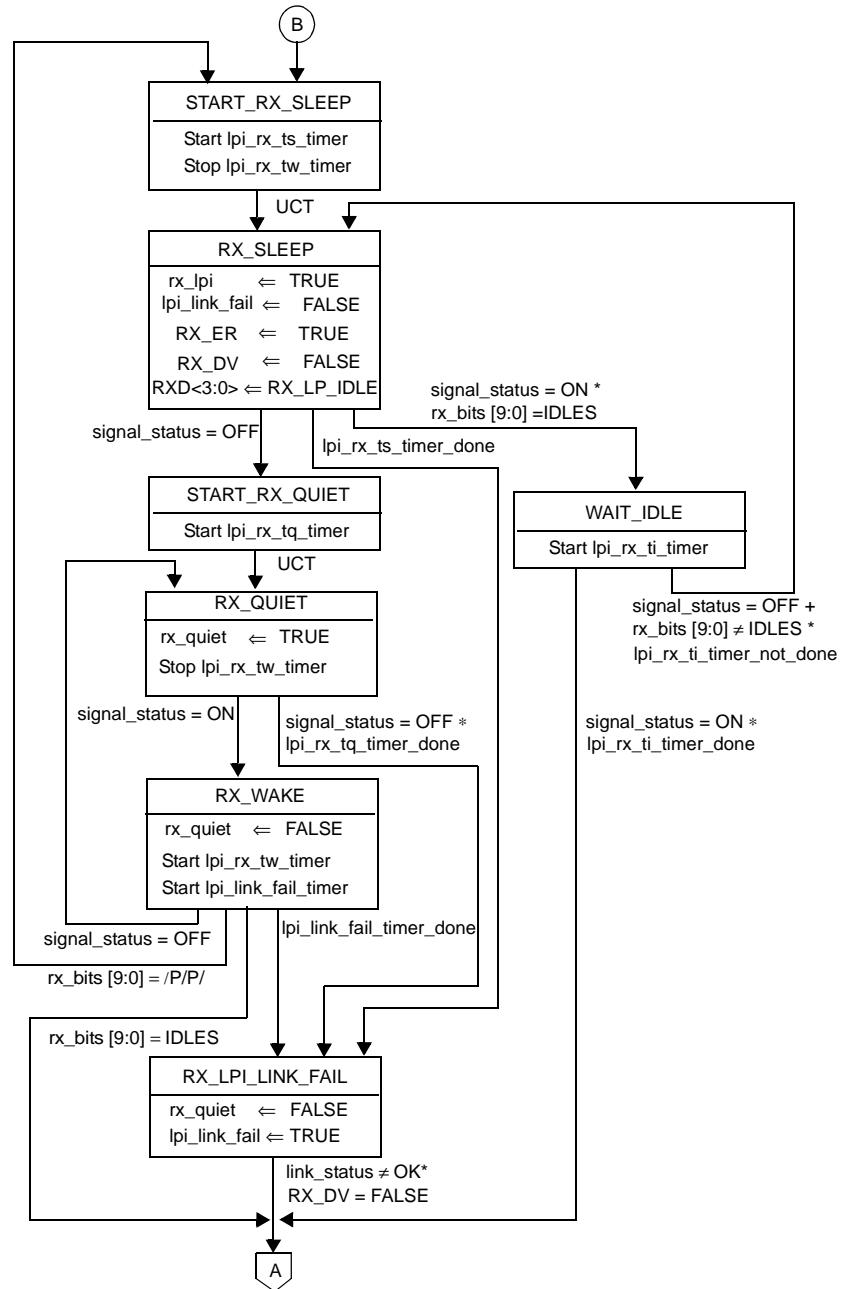 B
START_RX_SLEEP
Start lpi_rx_ts_timer
Stop lpi_rx_tw_timer
UCT
RX_SLEEP
rx_lpi ⇐ TRUE
lpi_link_fail ⇐ FALSE
RX_ER ⇐ TRUE
RX_DV ⇐ FALSE
RXD<3:0> ⇐ RX_LP_IDLE
signal_status = ON *
rx_bits [9:0] =IDLES
signal_status = OFF
lpi_rx_ts_timer_done
START_RX_QUIET
Start lpi_rx_tq_timer
WAIT_IDLE
Start lpi_rx_ti_timer
UCT
RX_QUIET
rx_quiet ⇐ TRUE
Stop lpi_rx_tw_timer
signal_status = OFF +
rx_bits [9:0] ≠ IDLES *
lpi_rx_ti_timer_not_done
signal_status = ON
signal_status = OFF *
lpi_rx_tq_timer_done
signal_status = ON *
lpi_rx_ti_timer_done
RX_WAKE
rx_quiet ⇐ FALSE
Start lpi_rx_tw_timer
Start lpi_link_fail_timer
signal_status = OFF
lpi_link_fail_timer_done
rx_bits [9:0] = /P/P/
rx_bits [9:0] = IDLES
RX_LPI_LINK_FAIL
rx_quiet ⇐ FALSE
lpi_link_fail ⇐ TRUE
link_status ≠ OK*
RX_DV = FALSE
A